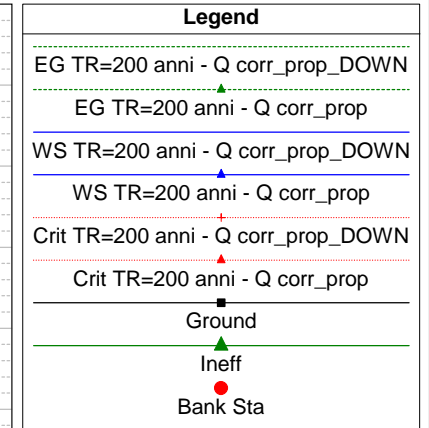 Legend
EG TR=200 anni - Q corr_prop_DOWN
EG TR=200 anni - Q corr_prop
WS TR=200 anni - Q corr_prop_DOWN
WS TR=200 anni - Q corr_prop
Crit TR=200 anni - Q corr_prop_DOWN
Crit TR=200 anni - Q corr_prop
Ground
Ineff
Bank Sta